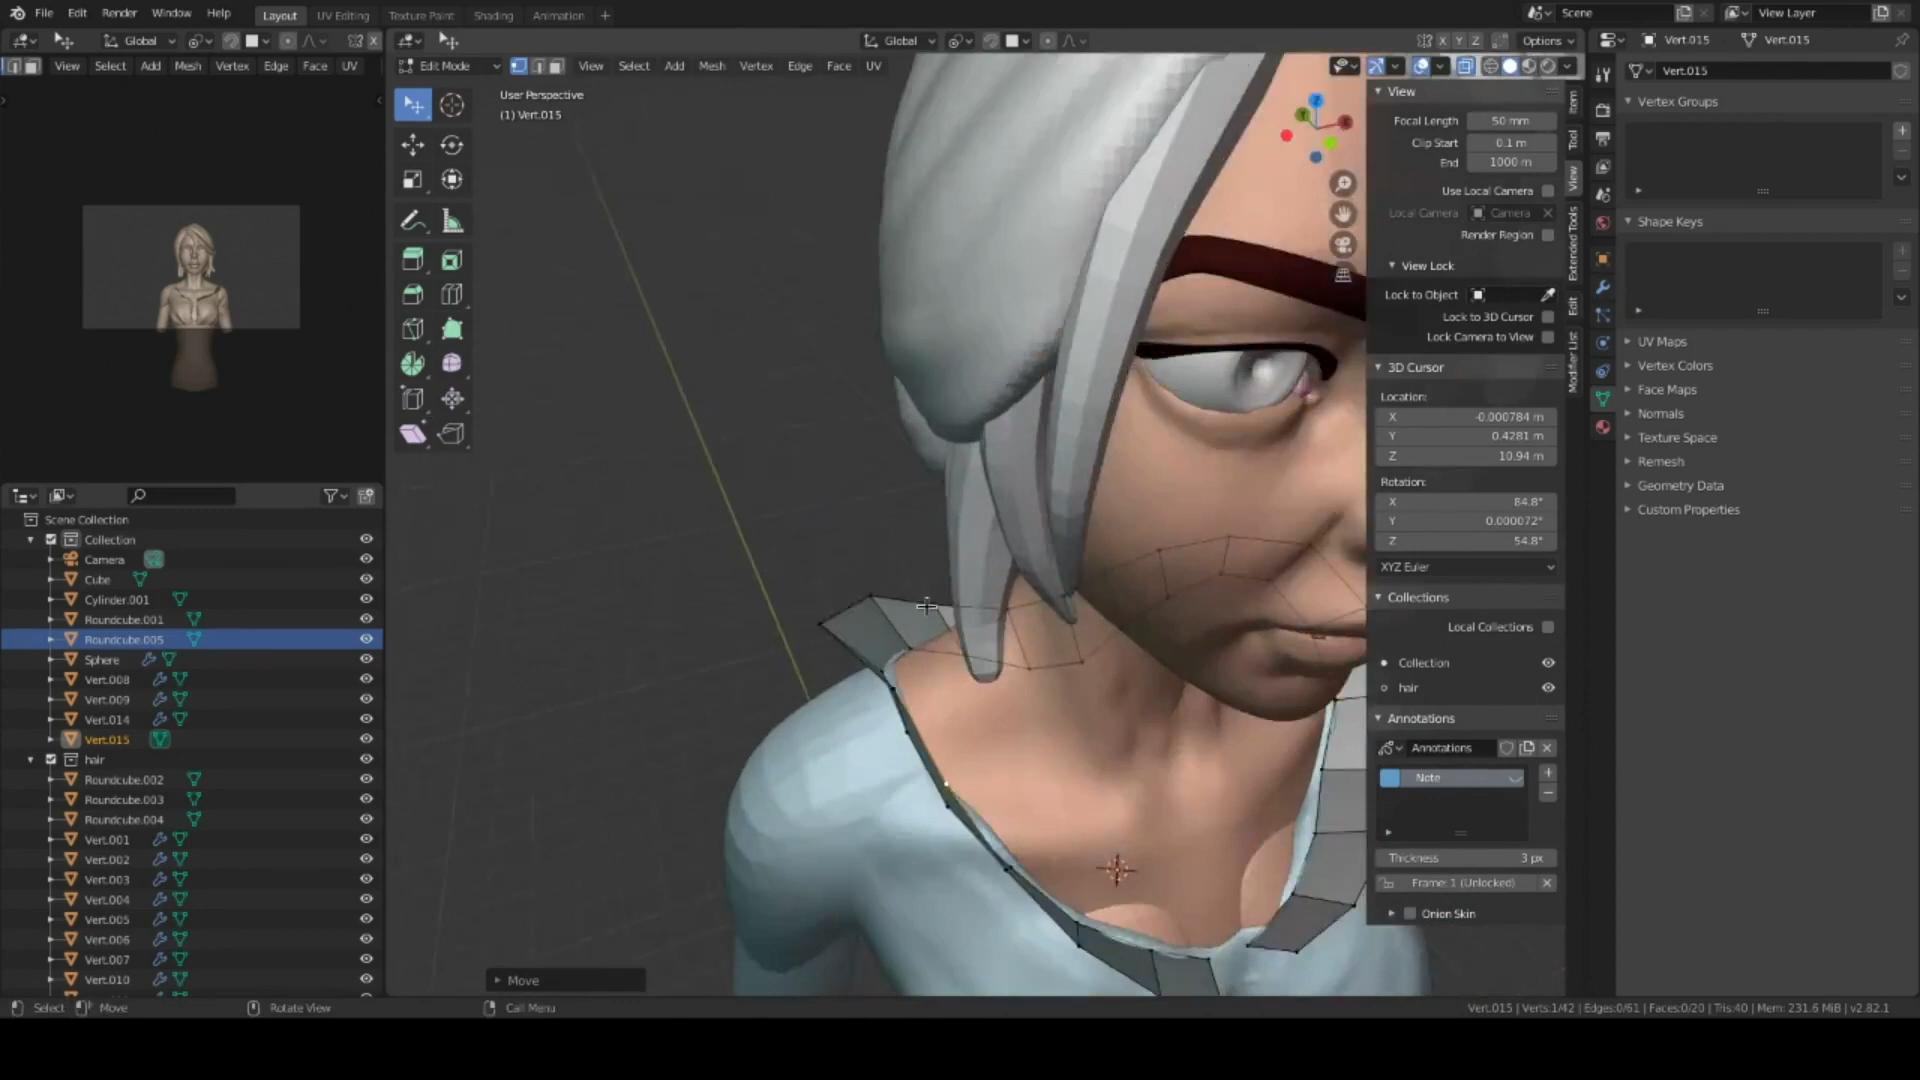 File Edit Render Window Help Layout UV Editing Texture Paint Shading Animation + Scene View Layer
Global X Global X Y Z Options Vert.015 Vert.015
View Select Add Mesh Vertex Edge Face UV Edit Mode View Select Add Mesh Vertex Edge Face UV
User Perspective
(1) Vert.015
View
Focal Length 50 mm
Clip Start 0.1 m
End 1000 m
Use Local Camera
Local Camera Camera
Render Region
View Lock
Lock to Object
Lock to 3D Cursor
Lock Camera to View
3D Cursor
Location:
X -0.000784 m
Y 0.4281 m
Z 10.94 m
Rotation:
X 84.8°
Y 0.000072°
Z 54.8°
XYZ Euler
Collections
Local Collections
Collection
hair
Annotations
Annotations
Note
Thickness 3 px
Frame: 1 (Unlocked)
Onion Skin
Item
Tool
View
Extended Tools
Edit
Modifier List
Vert.015
Vertex Groups
Shape Keys
UV Maps
Vertex Colors
Face Maps
Normals
Texture Space
Remesh
Geometry Data
Custom Properties
Scene Collection
Collection
Camera
Cube
Cylinder.001
Roundcube.001
Roundcube.005
Sphere
Vert.008
Vert.009
Vert.014
Vert.015
hair
Roundcube.002
Roundcube.003
Roundcube.004
Vert.001
Vert.002
Vert.003
Vert.004
Vert.005
Vert.006
Vert.007
Vert.010
Move
Select Move Rotate View Call Menu Vert.015 | Verts:1/42 | Edges:0/61 | Faces:0/20 | Tris:40 | Mem: 231.6 MiB | v2.82.1